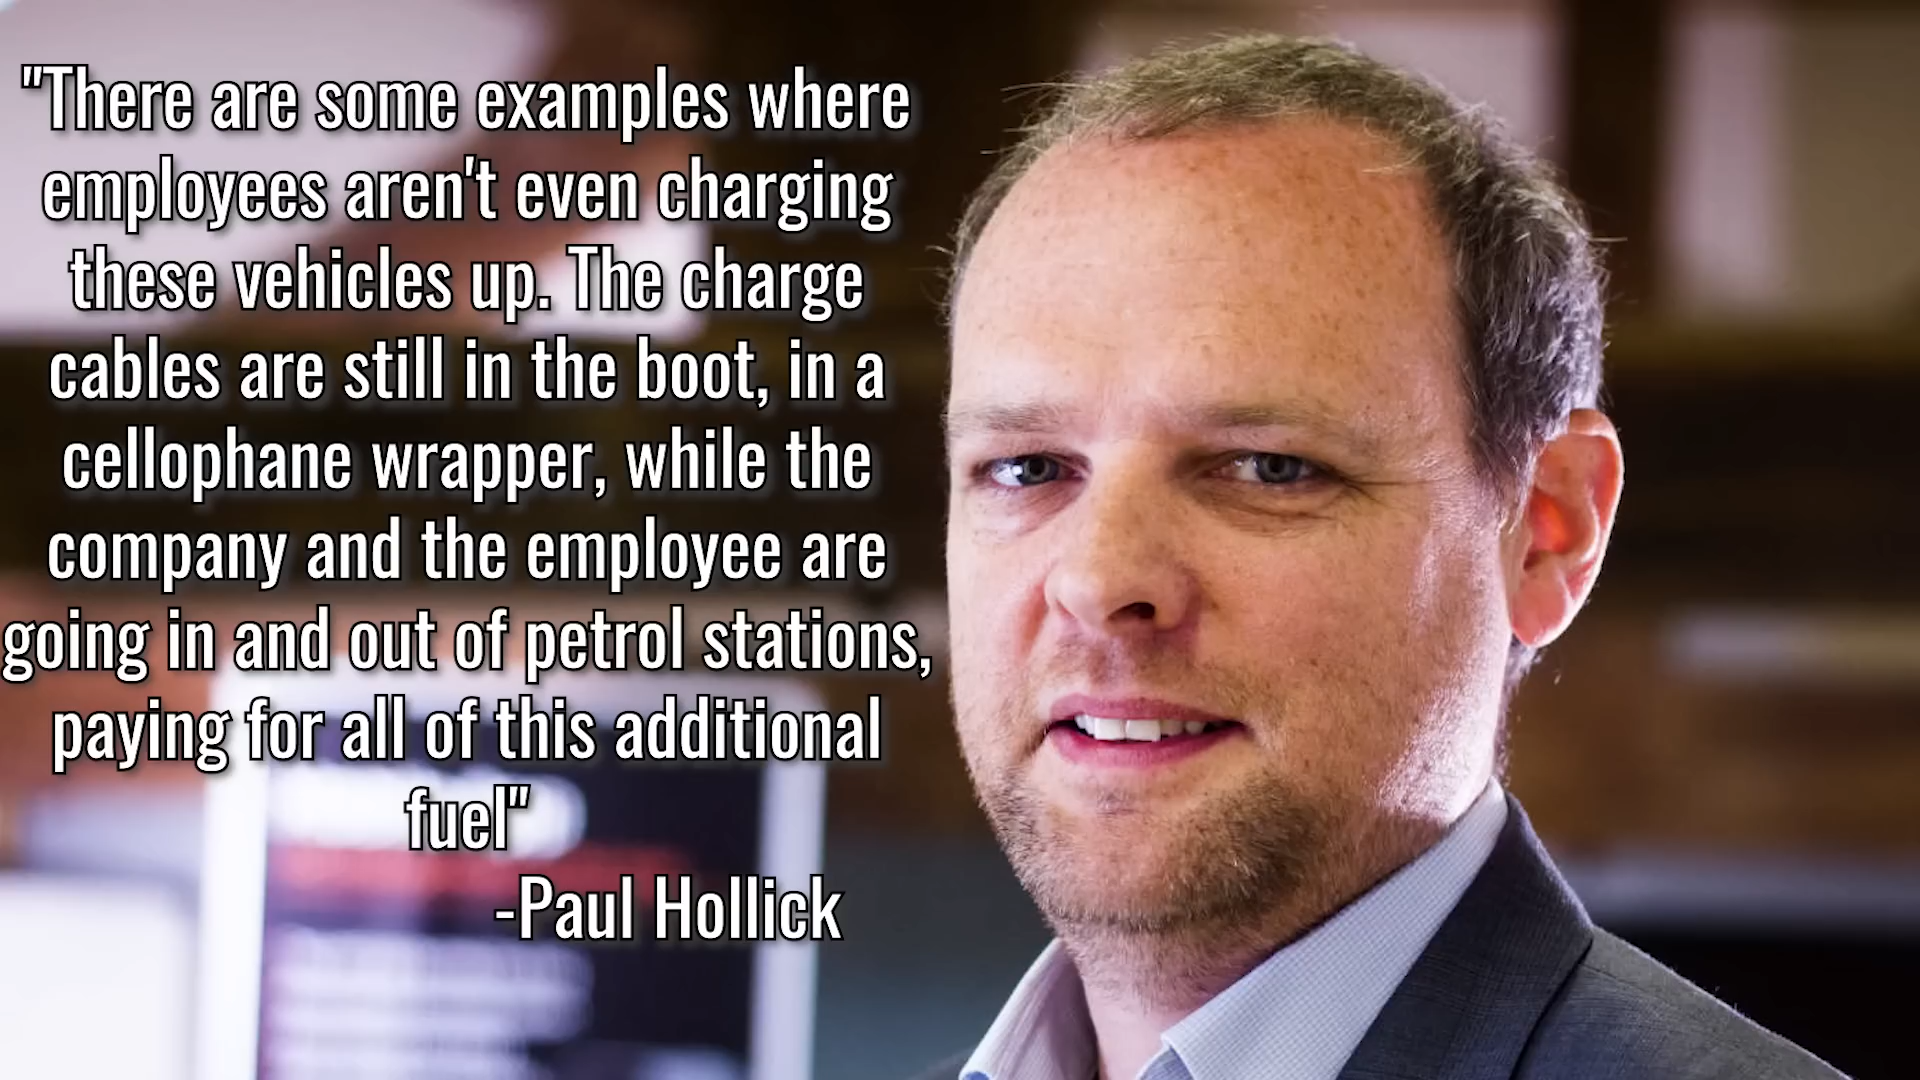 "There are some examples where
employees aren't even charging
these vehicles up. The charge
cables are still in the boot, in a
cellophane wrapper, while the
company and the employee are
going in and out of petrol stations,
paying for all of this additional
fuel"
-Paul Hollick